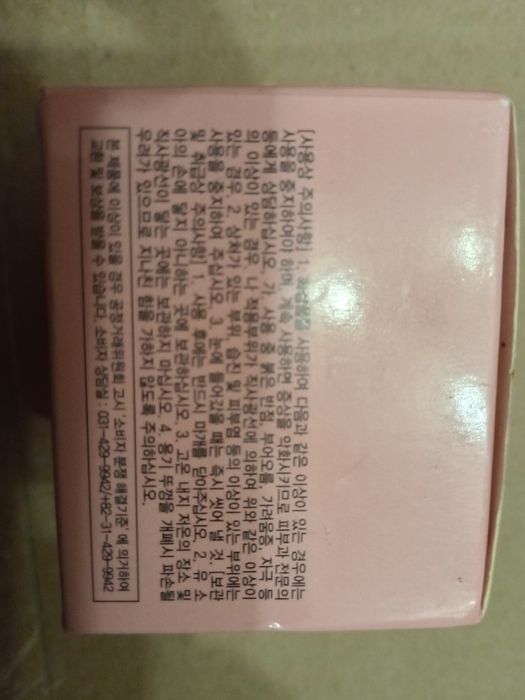 [사용상 주의사항] 1. 화장품을 사용하여 다음과 같은 이상이 있는 경우에는
사용을 중지하여야 하며, 계속 사용하면 증상을 악화시키므로 피부과 전문의
등에게 상담하십시오. 가. 사용 중 붉은 반점, 부어오름, 가려움증, 자극 등
의 이상이 있는 경우. 나 적용부위가 직사광선에 의하여 위와 같은 이상이
있는 경우. 2. 상처가 있는 부위, 습진 및 피부염 등의 이상이 있는 부위에는
사용을 중지하여 주십시오. 3. 눈에 들어갔을 때는 즉시 씻어 낼 것. [보관
및 취급상 주의사항] 1. 사용 후에는 반드시 마개를 닫아주십시오. 2. 유·소
아의 손에 닿지 아니하는 곳에 보관하십시오. 3. 고온 내지 저온의 장소 및
직사광선이 닿는 곳에는 보관하지 마십시오. 4. 용기 뚜껑을 개폐시 파손될
우려가 있으므로 지나친 힘을 가하지 않도록 주의하십시오.
본 제품에 이상이 있을 경우 공정거래위원회 고시 '소비자 분쟁 해결기준'에 의거하여
교환 및 보상을 받을 수 있습니다. 소비자 상담실 : 031-429-9942/+82-31-429-9942